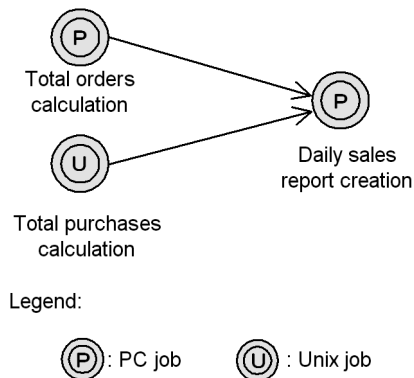 P
Total orders
calculation
P
Daily sales
report creation
U
Total purchases
calculation
Legend:
P : PC job
U : Unix job